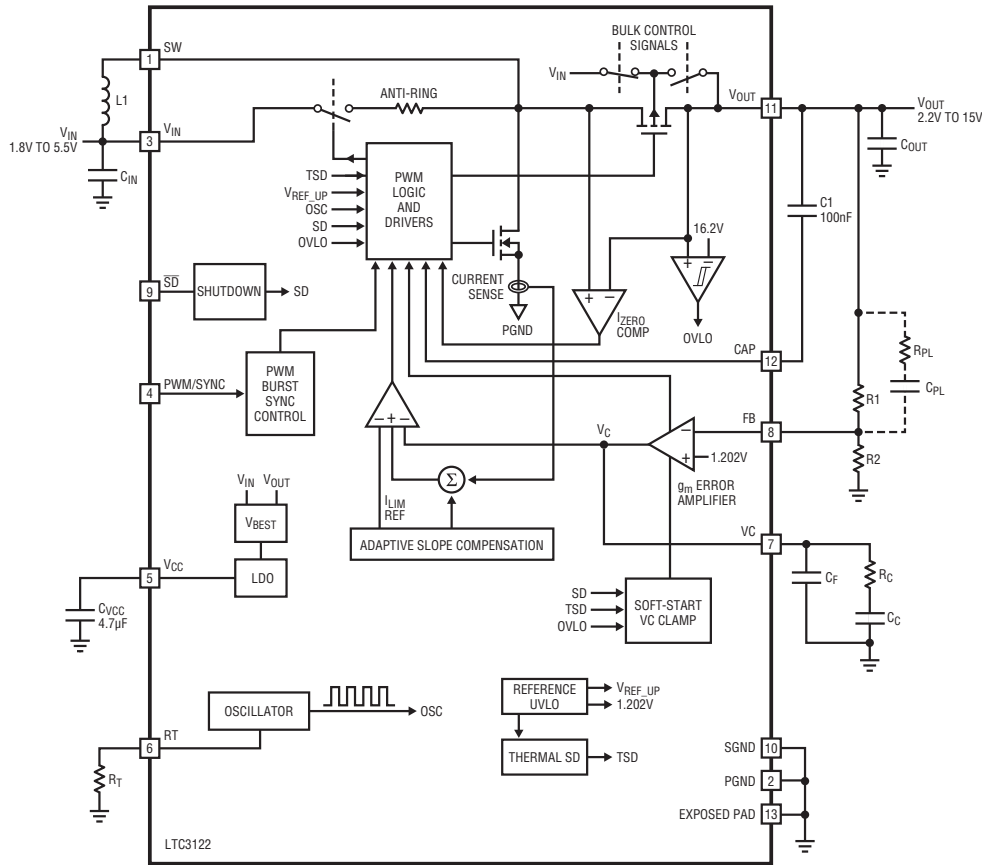 BULK CONTROL
SIGNALS
SW
1
VIN
L1
ANTI-RING
VOUT
11
VOUT
2.2V TO 15V
VIN
1.8V TO 5.5V
3
VIN
CIN
COUT
TSD
VREF_UP
OSC
SD
OVLO
PWM
LOGIC
AND
DRIVERS
C1
100nF
16.2V
+ −
CURRENT
SENSE
PGND
+ −
IZERO
COMP
OVLO
9
SD
SHUTDOWN
SD
CAP
12
RPL
CPL
R1
4
PWM/SYNC
PWM
BURST
SYNC
CONTROL
− + −
VC
−
+
1.202V
FB
8
R2
gm ERROR
AMPLIFIER
ILIM
REF
Σ
VIN VOUT
VBEST
ADAPTIVE SLOPE COMPENSATION
VC
7
5
VCC
LDO
CVCC
4.7µF
CF
RC
CC
SD
TSD
OVLO
SOFT-START
VC CLAMP
OSCILLATOR
OSC
REFERENCE
UVLO
VREF_UP
1.202V
6
RT
RT
THERMAL SD
TSD
SGND
10
PGND
2
EXPOSED PAD
13
LTC3122